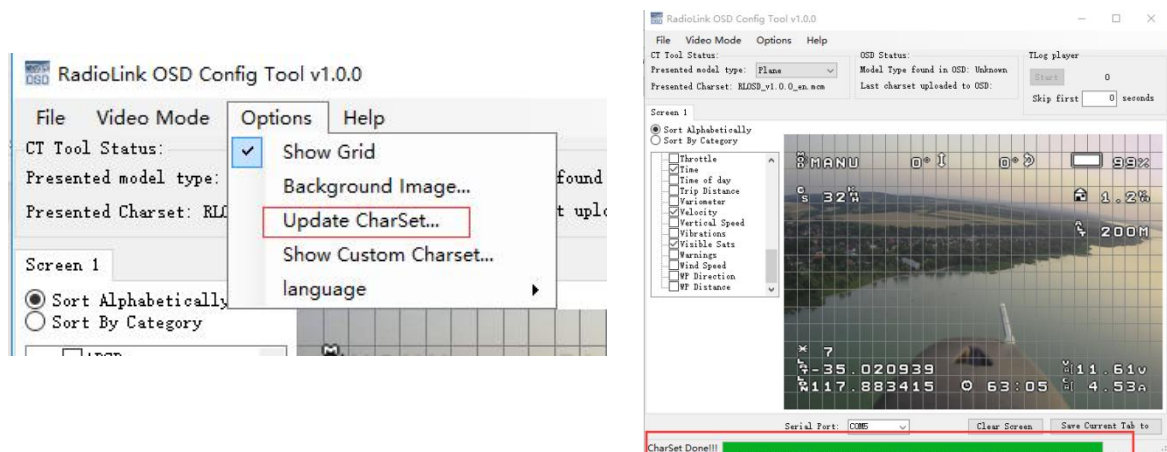 RadioLink OSD Config Tool v1.0.0
File Video Mode Options Help
CT Tool Status:
Presented model type:
found
Presented Charset: RLO
t uplo
Show Grid
Background Image...
Update CharSet...
Show Custom Charset...
language
Screen 1
Sort Alphabetically
Sort By Category
RadioLink OSD Config Tool v1.0.0
File Video Mode Options Help
CT Tool Status:
Presented model type: Plane
Presented Charset: RLOSD_v1.0.0_en.mcm
OSD Status:
Model Type found in OSD: Unknown
Last charset uploaded to OSD:
TLog player
Start 0
Skip first 0 seconds
Screen 1
Sort Alphabetically
Sort By Category
Throttle
Time
Time of day
Trip Distance
Variometer
Velocity
Vertical Speed
Vibrations
Visible Sats
Warnings
Wind Speed
WP Direction
WP Distance
MANU 0° 0° 99%
32
1.2
200M
7
-35.020939 11.61V
117.883415 63:05 4.53A
Serial Port: COM5 Clear Screen Save Current Tab to
CharSet Done!!!